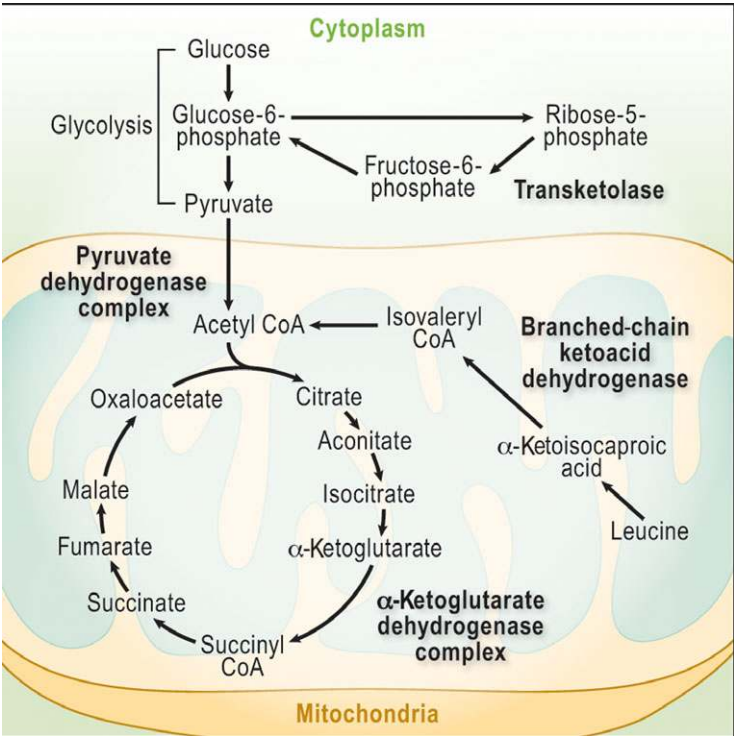 Cytoplasm
Glucose
Glycolysis
Glucose-6-
phosphate
Ribose-5-
phosphate
Fructose-6-
phosphate
Transketolase
Pyruvate
Pyruvate
dehydrogenase
complex
Acetyl CoA
Isovaleryl
CoA
Branched-chain
ketoacid
dehydrogenase
Oxaloacetate
Citrate
Aconitate
α-Ketoisocaproic
acid
Malate
Isocitrate
Leucine
Fumarate
α-Ketoglutarate
Succinate
α-Ketoglutarate
dehydrogenase
complex
Succinyl
CoA
Mitochondria